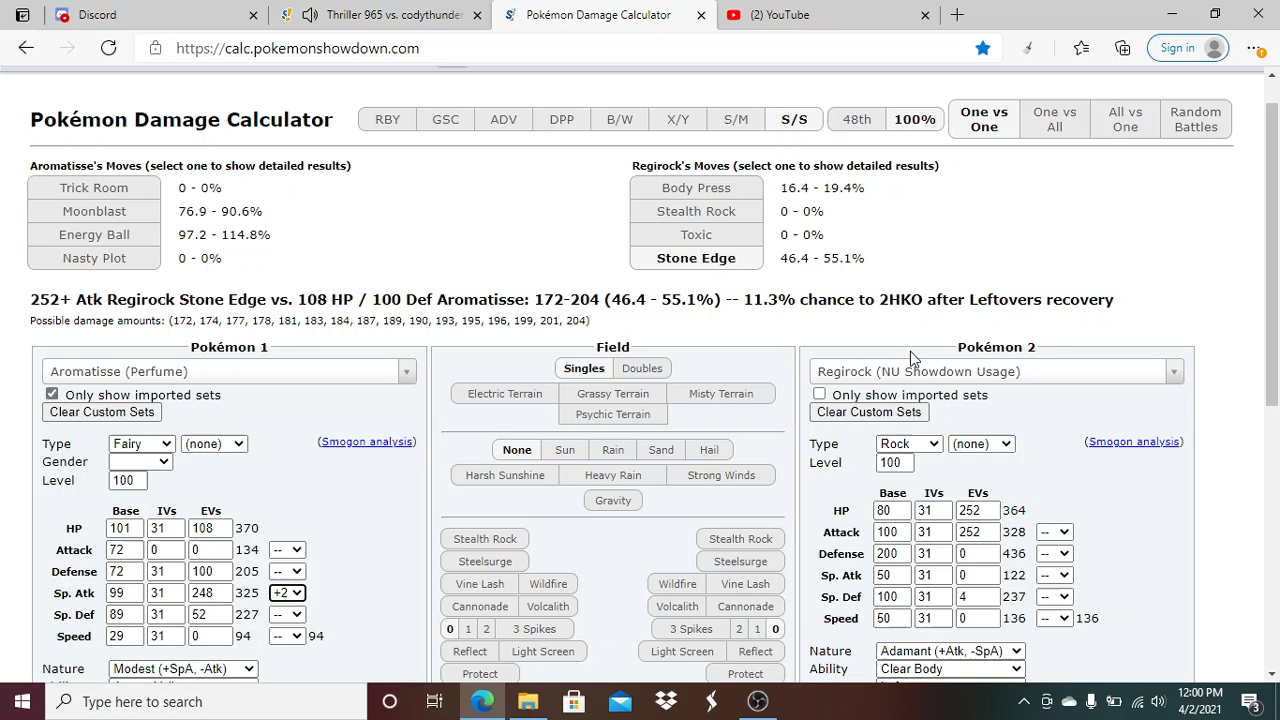 Discord
Thriller 965 vs. codythunder
Pokémon Damage Calculator
(2) YouTube
https://calc.pokemonshowdown.com
Sign in
Pokémon Damage Calculator
RBY GSC ADV DPP B/W X/Y S/M S/S
48th 100%
One vs One
One vs All
All vs One
Random Battles
Aromatisse's Moves (select one to show detailed results)
Trick Room 0 - 0%
Moonblast 76.9 - 90.6%
Energy Ball 97.2 - 114.8%
Nasty Plot 0 - 0%
Regirock's Moves (select one to show detailed results)
Body Press 16.4 - 19.4%
Stealth Rock 0 - 0%
Toxic 0 - 0%
Stone Edge 46.4 - 55.1%
252+ Atk Regirock Stone Edge vs. 108 HP / 100 Def Aromatisse: 172-204 (46.4 - 55.1%) -- 11.3% chance to 2HKO after Leftovers recovery
Possible damage amounts: (172, 174, 177, 178, 181, 183, 184, 187, 189, 190, 193, 195, 196, 199, 201, 204)
Pokémon 1
Aromatisse (Perfume)
Only show imported sets
Clear Custom Sets
Type Fairy (none) (Smogon analysis)
Gender
Level 100
Base IVs EVs
HP 101 31 108 370
Attack 72 0 0 134 --
Defense 72 31 100 205 --
Sp. Atk 99 31 248 325 +2
Sp. Def 89 31 52 227 --
Speed 29 31 0 94 -- 94
Nature Modest (+SpA, -Atk)
Field
Singles Doubles
Electric Terrain Grassy Terrain Misty Terrain
Psychic Terrain
None Sun Rain Sand Hail
Harsh Sunshine Heavy Rain Strong Winds
Gravity
Stealth Rock Stealth Rock
Steelsurge Steelsurge
Vine Lash Wildfire Wildfire Vine Lash
Cannonade Volcalith Volcalith Cannonade
0 1 2 3 Spikes 3 Spikes 2 1 0
Reflect Light Screen Light Screen Reflect
Protect Protect
Pokémon 2
Regirock (NU Showdown Usage)
Only show imported sets
Clear Custom Sets
Type Rock (none) (Smogon analysis)
Level 100
Base IVs EVs
HP 80 31 252 364
Attack 100 31 252 328 --
Defense 200 31 0 436 --
Sp. Atk 50 31 0 122 --
Sp. Def 100 31 4 237 --
Speed 50 31 0 136 -- 136
Nature Adamant (+Atk, -SpA)
Ability Clear Body
Type here to search
12:00 PM
4/2/2021
3